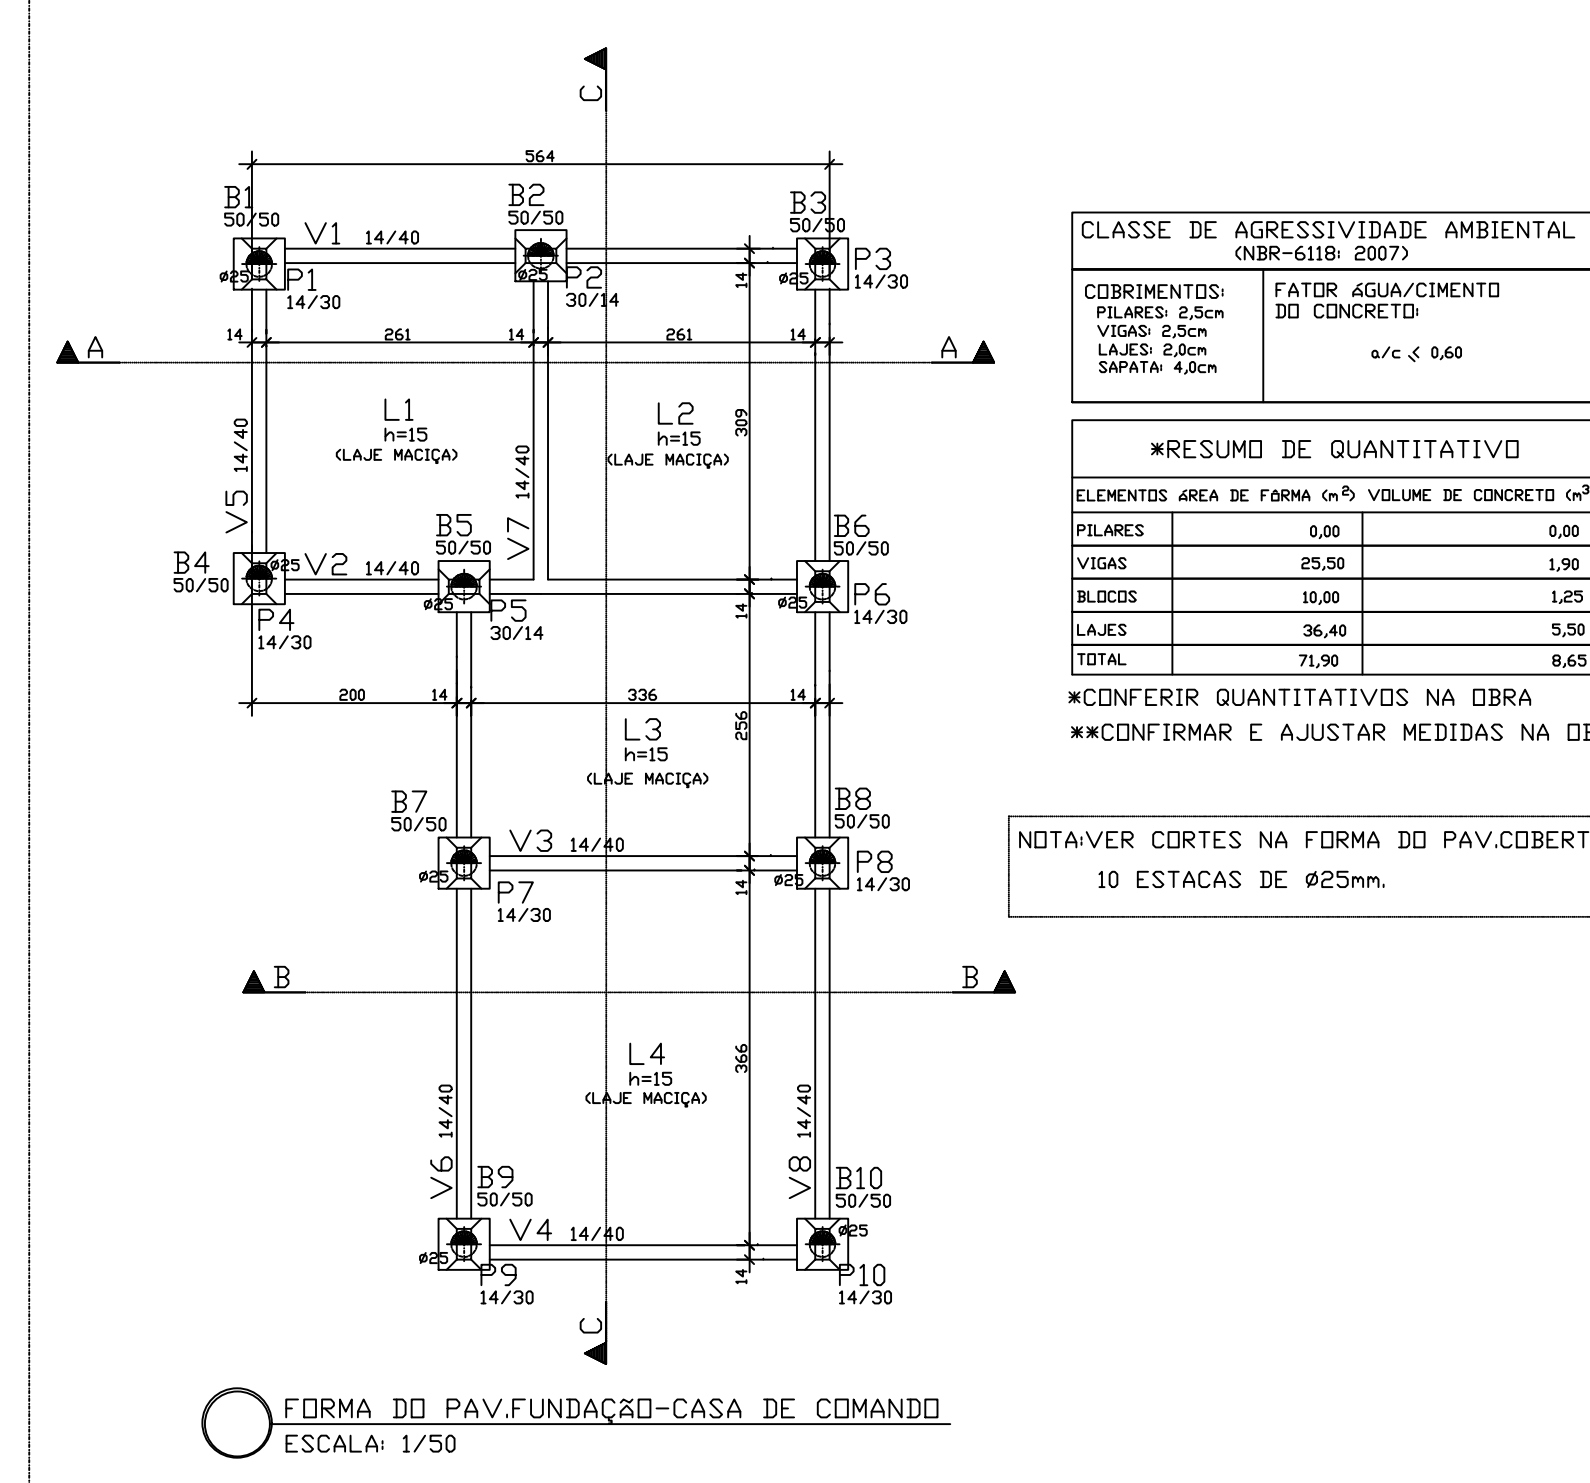 C
564
B1
50/50
B2
50/50
B3
50/50
V1 14/40
ø25
P1
14/30
ø25
P2
30/14
14
ø25
P3
14/30
14 261 14 261 14
A
A
L1
h=15
(LAJE MACIÇA)
L2
h=15
(LAJE MACIÇA)
309
V5 14/40
V7 14/40
B4
50/50
ø25
V2 14/40
P4
14/30
B5
50/50
ø25
P5
30/14
B6
50/50
14
ø25
P6
14/30
200 14 336 14
256
L3
h=15
(LAJE MACIÇA)
B7
50/50
B8
50/50
V3 14/40
ø25
P7
14/30
14
ø25
P8
14/30
B
B
L4
h=15
(LAJE MACIÇA)
366
V6 14/40
V8 14/40
B9
50/50
B10
50/50
V4 14/40
ø25
ø25
P9
14/30
14
P10
14/30
C
FORMA DO PAV.FUNDAÇÃO-CASA DE COMANDO
ESCALA: 1/50
CLASSE DE AGRESSIVIDADE AMBIENTAL
(NBR-6118: 2007)
COBRIMENTOS:
PILARES: 2,5cm
VIGAS: 2,5cm
LAJES: 2,0cm
SAPATA: 4,0cm
FATOR ÁGUA/CIMENTO
DO CONCRETO:
a/c ≤ 0,60
*RESUMO DE QUANTITATIVO
ELEMENTOS ÁREA DE FÔRMA (m²) VOLUME DE CONCRETO (m³
PILARES 0,00 0,00
VIGAS 25,50 1,90
BLOCOS 10,00 1,25
LAJES 36,40 5,50
TOTAL 71,90 8,65
*CONFERIR QUANTITATIVOS NA OBRA
**CONFIRMAR E AJUSTAR MEDIDAS NA
NOTA:VER CORTES NA FORMA DO PAV.COBERT
10 ESTACAS DE Ø25mm.